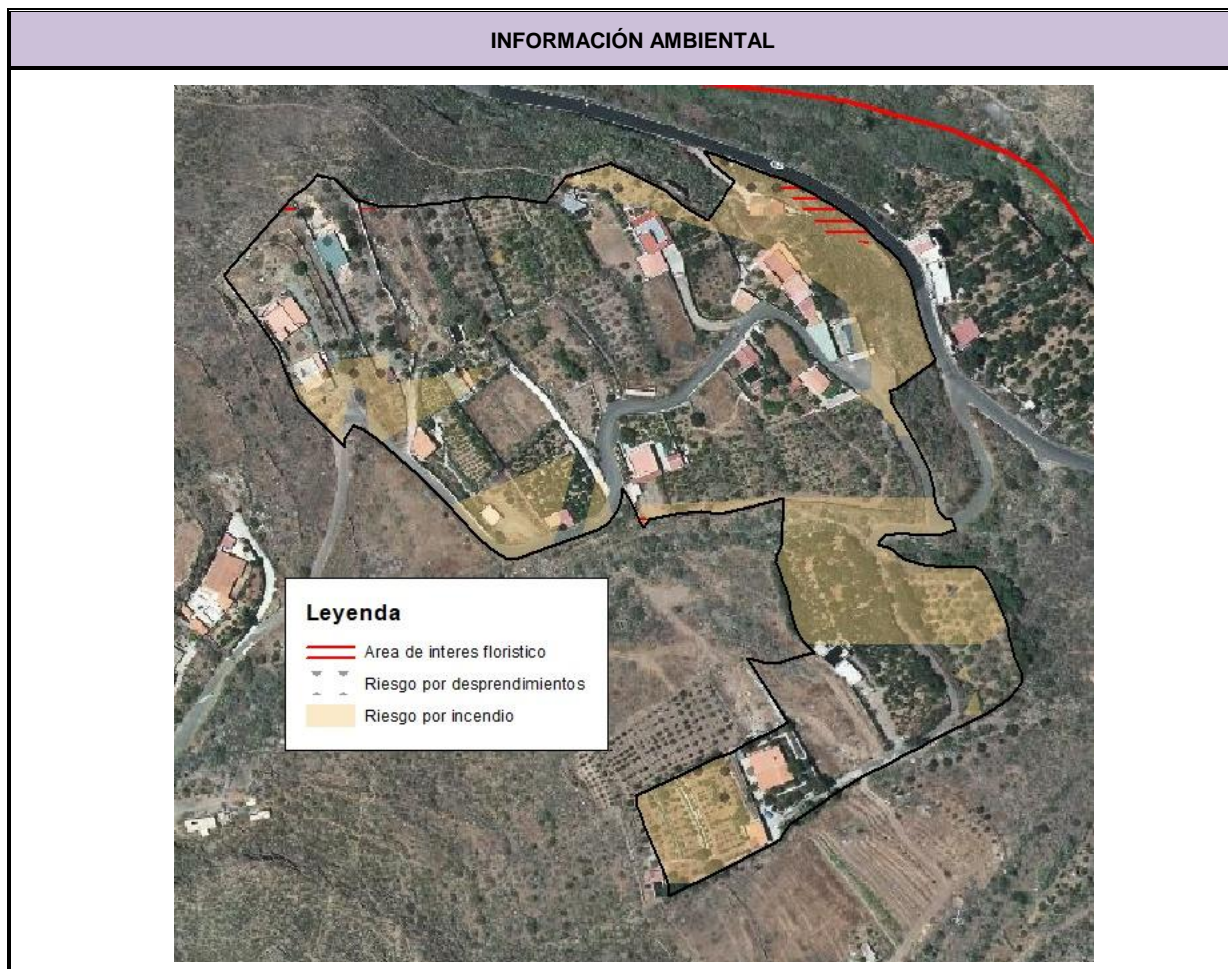 INFORMACIÓN AMBIENTAL
Leyenda
Area de interes floristico
Riesgo por desprendimientos
Riesgo por incendio